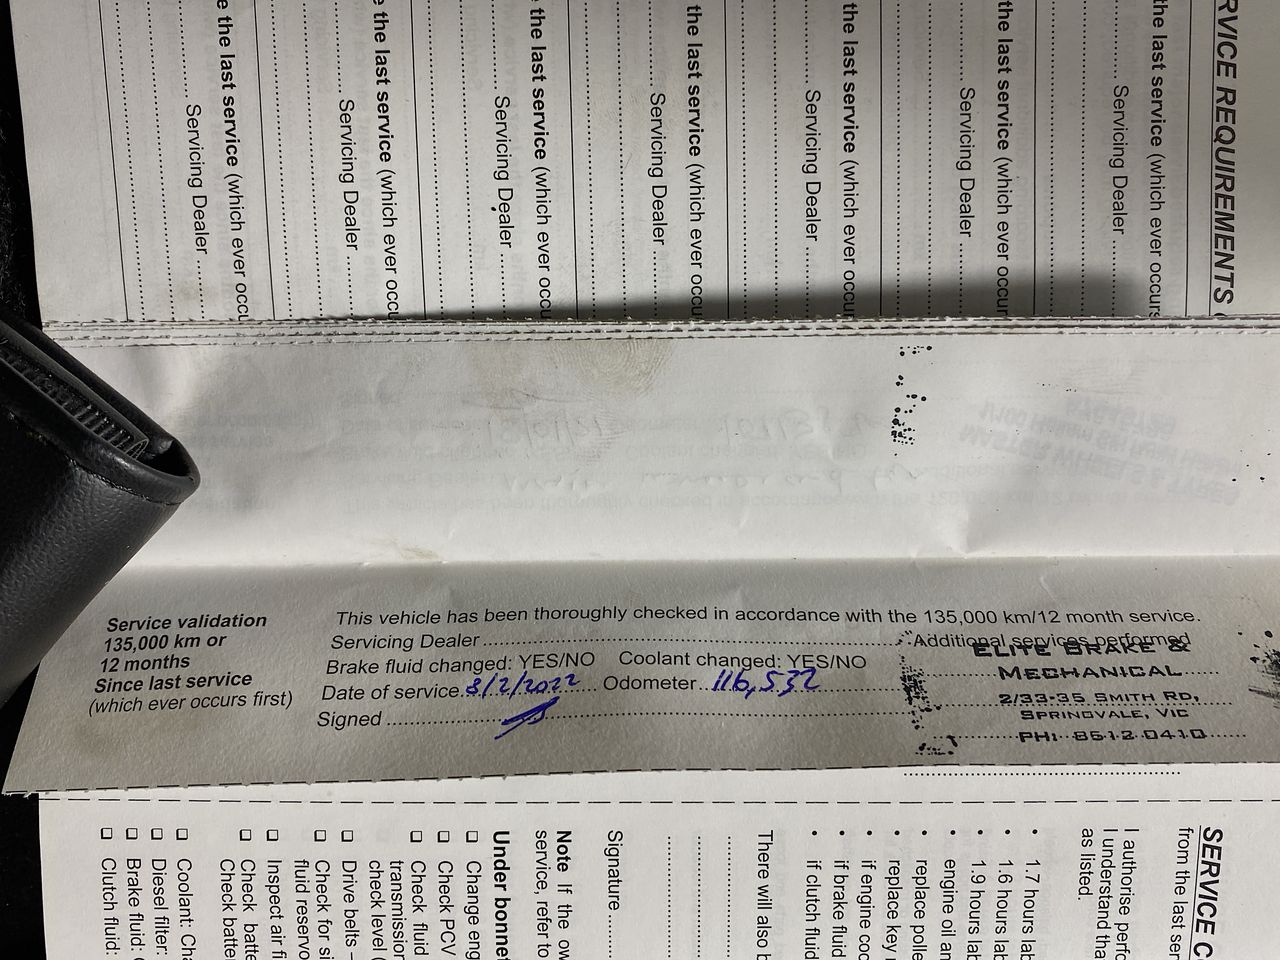 SERVICE REQUIREMENTS
the last service (which ever occurs
Servicing Dealer
the last service (which ever occur
Servicing Dealer
the last service (which ever occur
Servicing Dealer
the last service (which ever occu
Servicing Dealer
the last service (which ever occu
Servicing Dealer
the last service (which ever occu
Servicing Dealer
the last service (which ever occu
Servicing Dealer
Service validation
135,000 km or
12 months
Since last service
(which ever occurs first)
This vehicle has been thoroughly checked in accordance with the 135,000 km/12 month service.
Servicing Dealer
Additional services performed
Brake fluid changed: YES/NO Coolant changed: YES/NO
Date of service 8/2/2022 Odometer 116,532
Signed
ELITE BRAKE &
MECHANICAL
2/33-35 SMITH RD,
SPRINGVALE, VIC
PH: 8512 0410
SERVICE C
from the last ser
I authorise perfo
I understand tha
as listed.
• 1.7 hours lab
• 1.6 hours lab
• 1.9 hours lab
• engine oil an
• replace polle
• replace key
• if engine coo
• if brake fluid
• if clutch fluid
There will also b
Signature
Note If the ow
service, refer to
Under bonnet
Change eng
Check PCV
Check fluid
transmission
check level (
Drive belts –
Check for si
fluid reservo
Inspect air fi
Check batte
Check batter
Coolant: Cha
Diesel filter:
Brake fluid:
Clutch fluid: